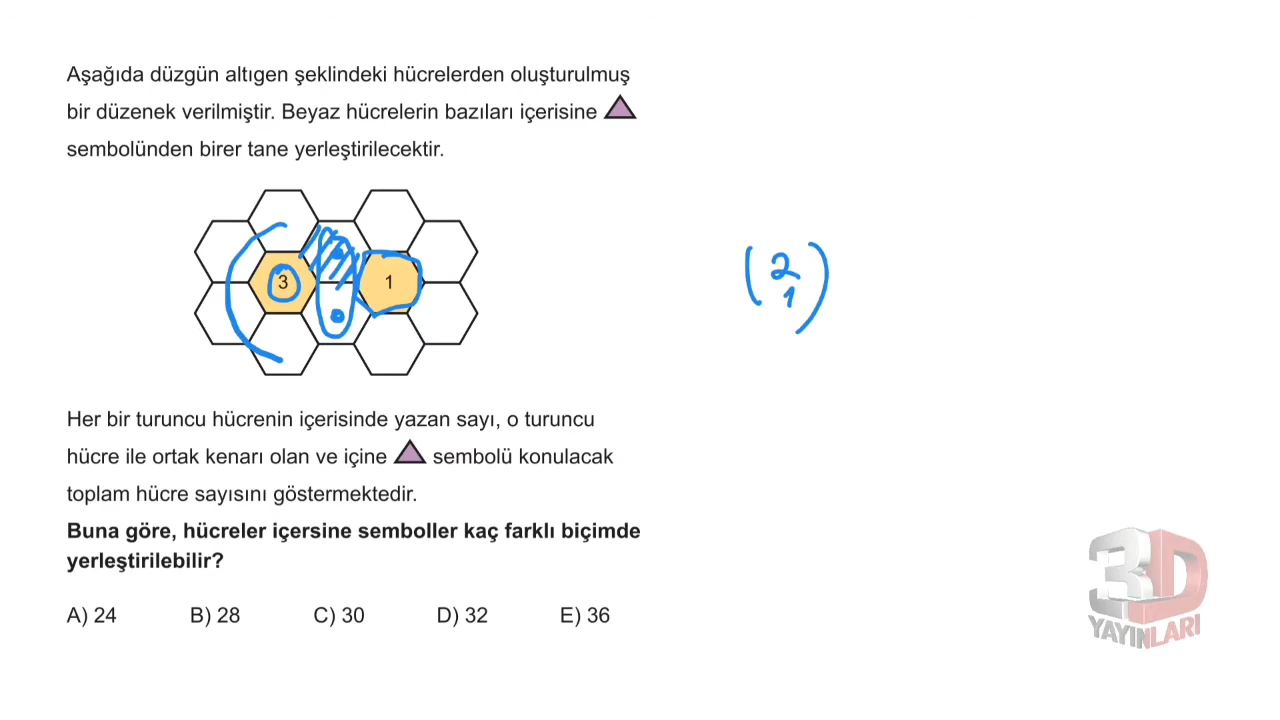 Aşağıda düzgün altıgen şeklindeki hücrelerden oluşturulmuş
bir düzenek verilmiştir. Beyaz hücrelerin bazıları içerisine
sembolünden birer tane yerleştirilecektir.
3
1
(2
1)
Her bir turuncu hücrenin içerisinde yazan sayı, o turuncu
hücre ile ortak kenarı olan ve içine sembolü konulacak
toplam hücre sayısını göstermektedir.
Buna göre, hücreler içersine semboller kaç farklı biçimde
yerleştirilebilir?
A) 24 B) 28 C) 30 D) 32 E) 36
3D
YAYINLARI